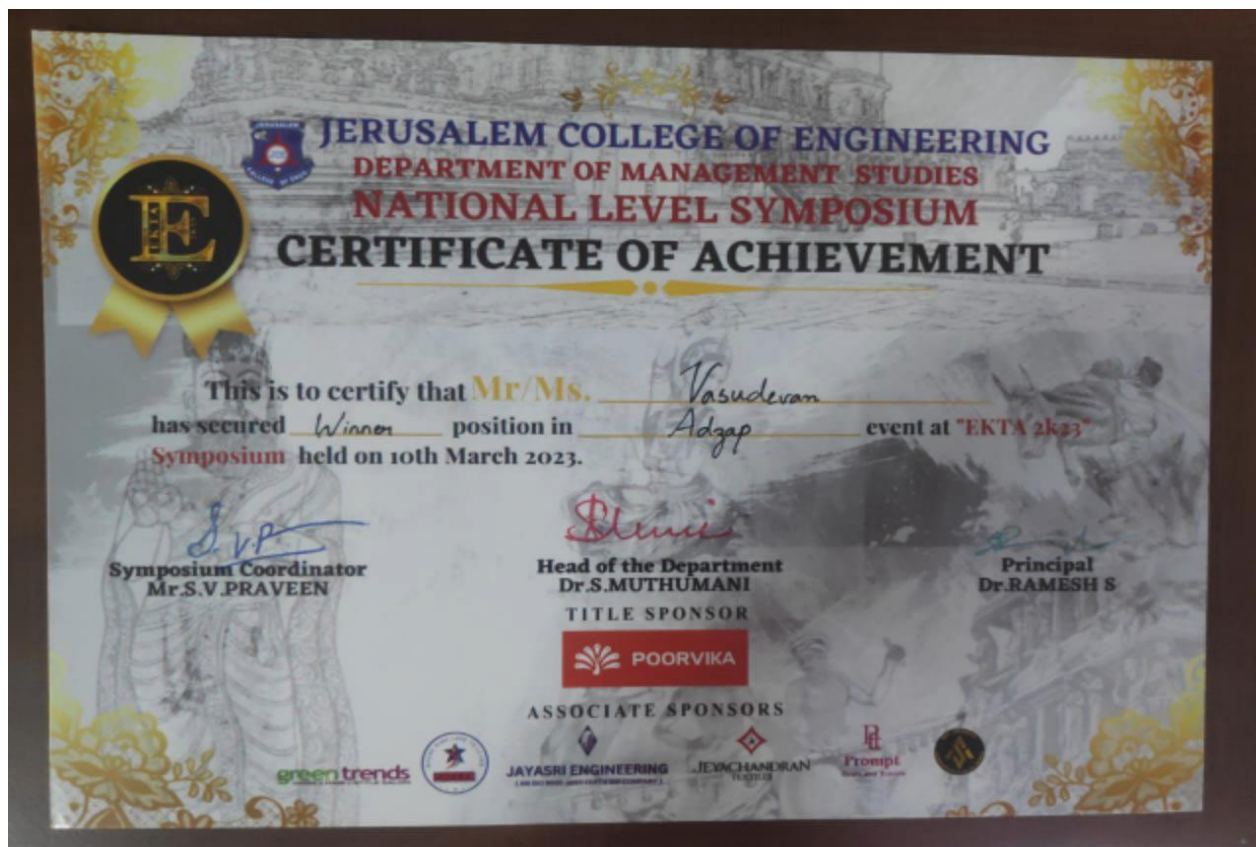 JERUSALEM COLLEGE OF ENGINEERING
DEPARTMENT OF MANAGEMENT STUDIES
NATIONAL LEVEL SYMPOSIUM
CERTIFICATE OF ACHIEVEMENT
EKTA
E
This is to certify that Mr/Ms. Vasudevan
has secured Winner position in Adzap event at "EKTA 2k23"
Symposium held on 10th March 2023.
S.V.P
Symposium Coordinator Head of the Department Principal
Mr.S.V.PRAVEEN Dr.S.MUTHUMANI Dr.RAMESH S
TITLE SPONSOR
POORVIKA
ASSOCIATE SPONSORS
green trends JAYASRI ENGINEERING JEYACHANDRAN Prompt
TEXTILES